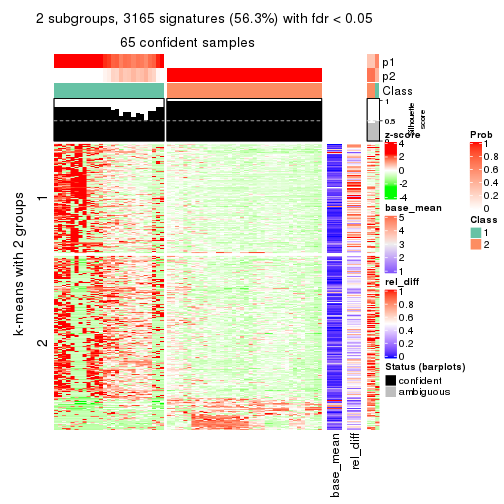 2 subgroups, 3165 signatures (56.3%) with fdr < 0.05
65 confident samples
p1
p2
Class
1
0.5
0
Silhouette
score
k-means with 2 groups
1
2
base_mean
rel_diff
z-score
4
2
0
-2
-4
base_mean
5
4
3
2
1
rel_diff
1
0.8
0.6
0.4
0.2
0
Status (barplots)
confident
ambiguous
Prob
1
0.8
0.6
0.4
0.2
0
Class
1
2